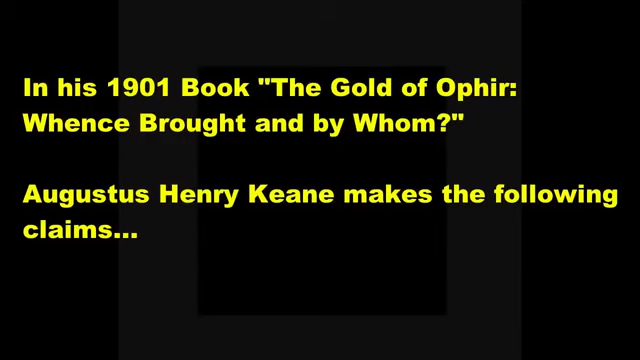 In his 1901 Book "The Gold of Ophir:
Whence Brought and by Whom?"
Augustus Henry Keane makes the following
claims...